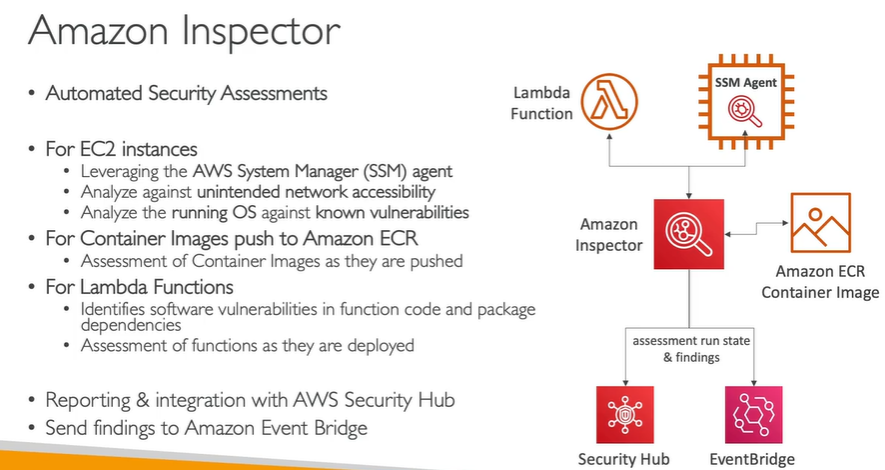 Amazon Inspector
• Automated Security Assessments
• For EC2 instances
• Leveraging the AWS System Manager (SSM) agent
• Analyze against unintended network accessibility
• Analyze the running OS against known vulnerabilities
• For Container Images push to Amazon ECR
• Assessment of Container Images as they are pushed
• For Lambda Functions
• Identifies software vulnerabilities in function code and package
dependencies
• Assessment of functions as they are deployed
• Reporting & integration with AWS Security Hub
• Send findings to Amazon Event Bridge
Lambda
Function
SSM Agent
Amazon
Inspector
Amazon ECR
Container Image
assessment run state
& findings
Security Hub
EventBridge